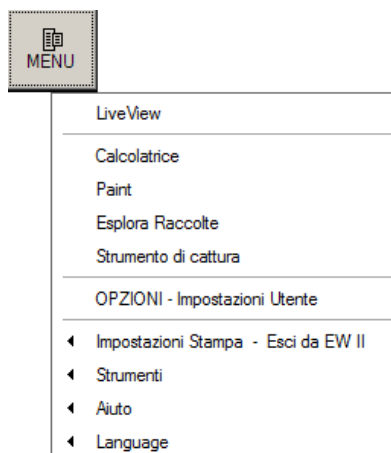 MENU
LiveView
Calcolatrice
Paint
Esplora Raccolte
Strumento di cattura
OPZIONI - Impostazioni Utente
Impostazioni Stampa - Esci da EW II
Strumenti
Aiuto
Language